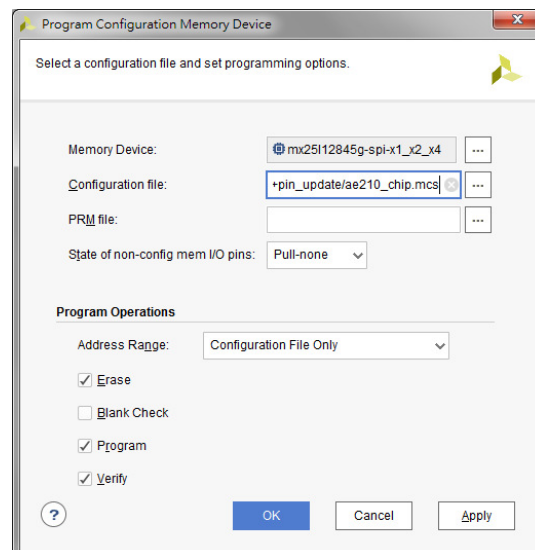 Program Configuration Memory Device
Select a configuration file and set programming options.
Memory Device: mx25l12845g-spi-x1_x2_x4 ...
Configuration file: +pin_update/ae210_chip.mcs ...
PRM file: ...
State of non-config mem I/O pins: Pull-none
Program Operations
Address Range: Configuration File Only
Erase
Blank Check
Program
Verify
? OK Cancel Apply